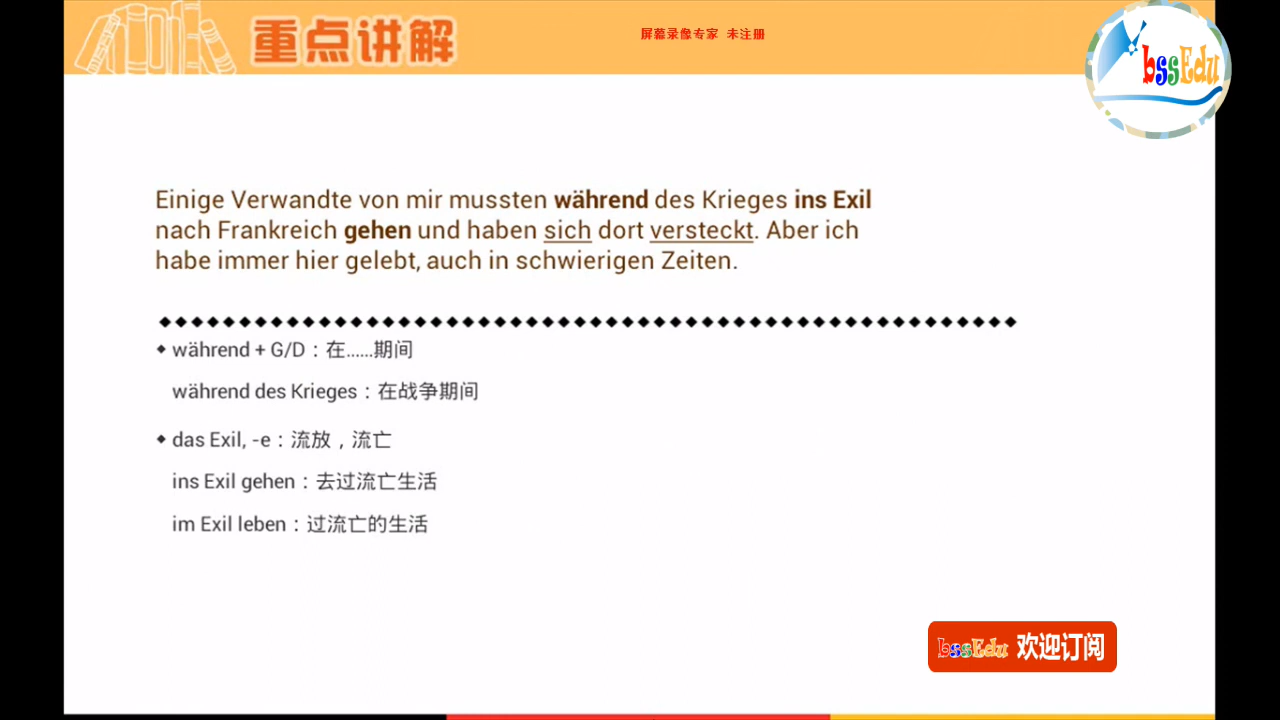 重点讲解
屏幕录像专家 未注册
bssEdu
Einige Verwandte von mir mussten während des Krieges ins Exil
nach Frankreich gehen und haben sich dort versteckt. Aber ich
habe immer hier gelebt, auch in schwierigen Zeiten.
während + G/D：在......期间
während des Krieges：在战争期间
das Exil, -e：流放，流亡
ins Exil gehen：去过流亡生活
im Exil leben：过流亡的生活
bssEdu 欢迎订阅